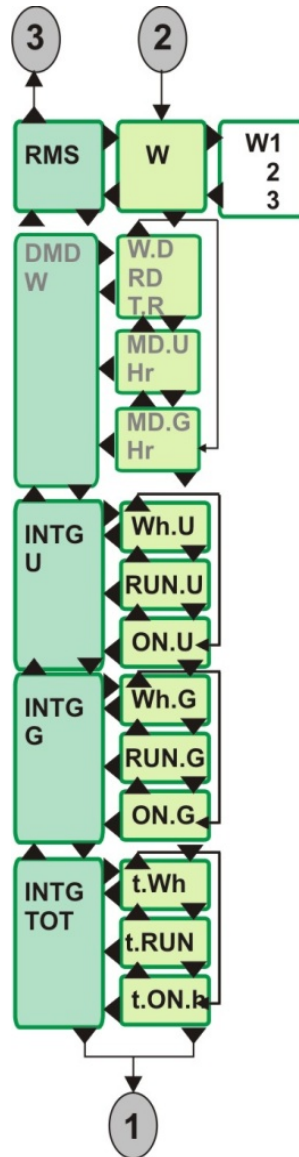 3
2
RMS
W
W1
2
3
DMD
W
W.D
RD
T.R
MD.U
Hr
MD.G
Hr
INTG
U
Wh.U
RUN.U
ON.U
INTG
G
Wh.G
RUN.G
ON.G
INTG
TOT
t.Wh
t.RUN
t.ON.h
1